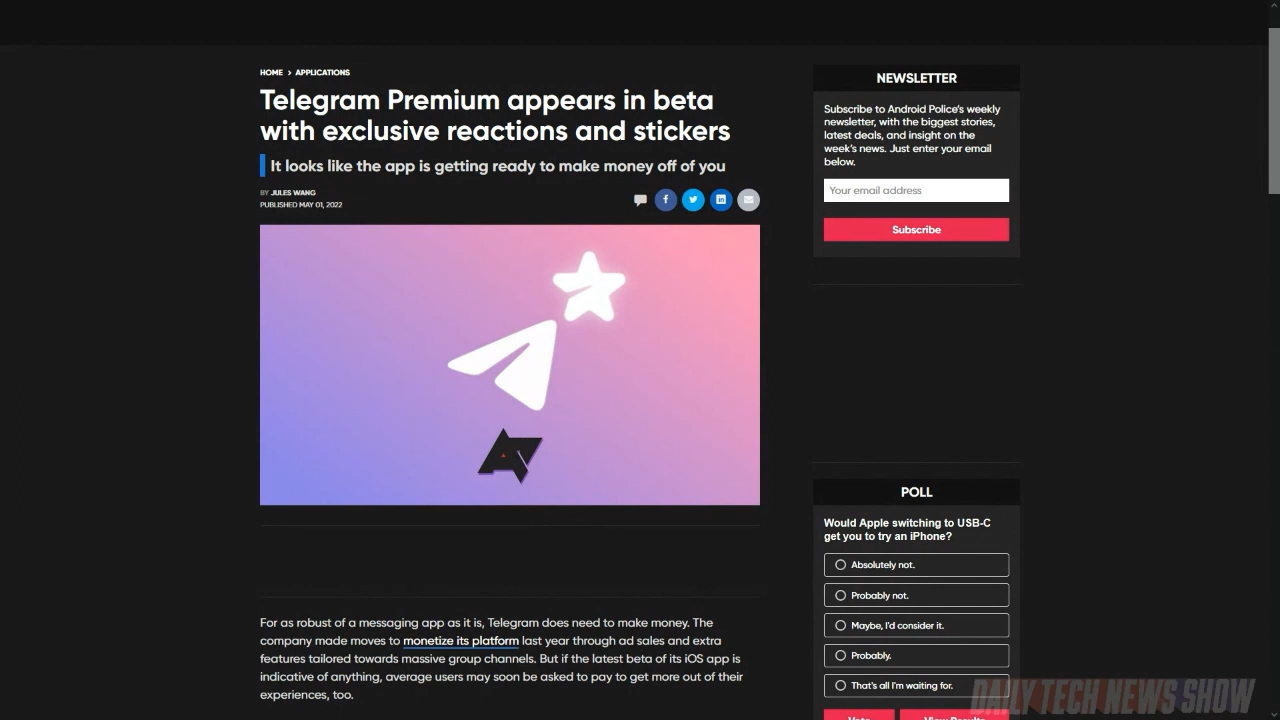 HOME > APPLICATIONS
Telegram Premium appears in beta
with exclusive reactions and stickers
It looks like the app is getting ready to make money off of you
BY JULES WANG
PUBLISHED MAY 01, 2022
For as robust of a messaging app as it is, Telegram does need to make money. The
company made moves to monetize its platform last year through ad sales and extra
features tailored towards massive group channels. But if the latest beta of its iOS app is
indicative of anything, average users may soon be asked to pay to get more out of their
experiences, too.
NEWSLETTER
Subscribe to Android Police's weekly
newsletter, with the biggest stories,
latest deals, and insight on the
week's news. Just enter your email
below.
Your email address
Subscribe
POLL
Would Apple switching to USB-C
get you to try an iPhone?
Absolutely not.
Probably not.
Maybe, I'd consider it.
Probably.
That's all I'm waiting for.
Vote
View Results
DAILY TECH NEWS SHOW